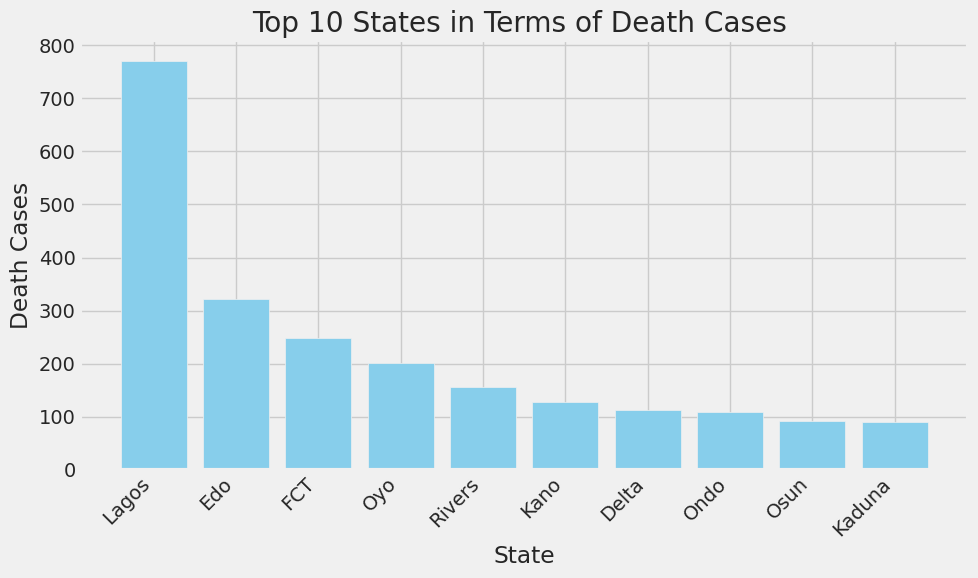 Top 10 States in Terms of Death Cases
Death Cases
800
700
600
500
400
300
200
100
0
Lagos
Edo
FCT
Oyo
Rivers
Kano
Delta
Ondo
Osun
Kaduna
State